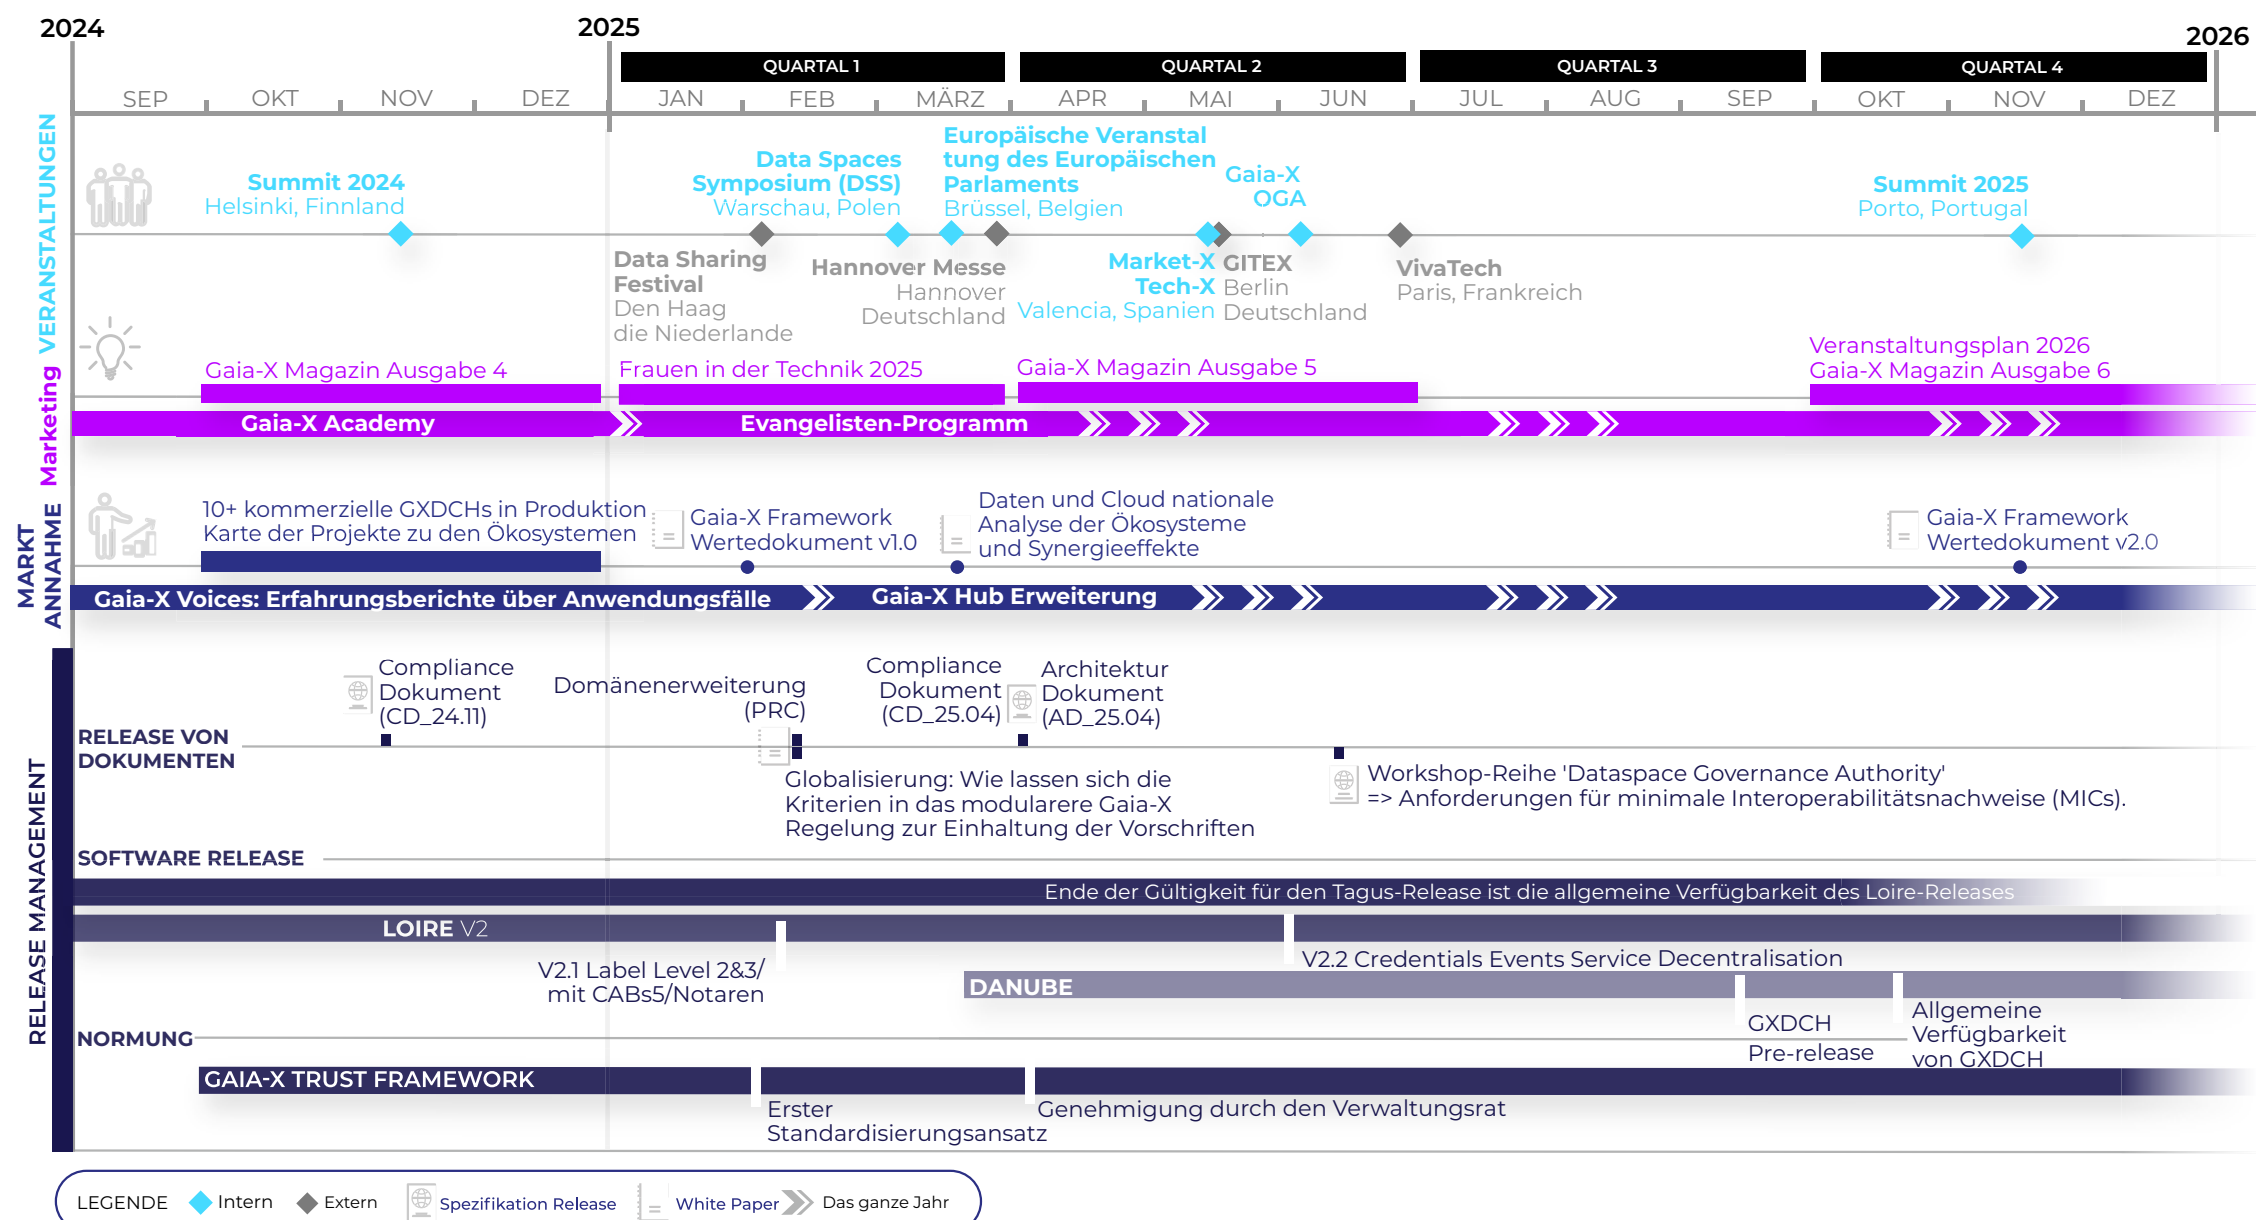 2024
2025
2026
QUARTAL 1
QUARTAL 2
QUARTAL 3
QUARTAL 4
SEP
OKT
NOV
DEZ
JAN
FEB
MÄRZ
APR
MAI
JUN
JUL
AUG
SEP
OKT
NOV
DEZ
VERANSTALTUNGEN
Summit 2024
Helsinki, Finnland
Data Spaces
Symposium (DSS)
Warschau, Polen
Europäische Veranstal
tung des Europäischen
Parlaments
Brüssel, Belgien
Gaia-X
OGA
Summit 2025
Porto, Portugal
Data Sharing
Festival
Den Haag
die Niederlande
Hannover Messe
Hannover
Deutschland
Market-X
Tech-X
Valencia, Spanien
GITEX
Berlin
Deutschland
VivaTech
Paris, Frankreich
Marketing
Gaia-X Magazin Ausgabe 4
Frauen in der Technik 2025
Gaia-X Magazin Ausgabe 5
Veranstaltungsplan 2026
Gaia-X Magazin Ausgabe 6
Gaia-X Academy
Evangelisten-Programm
MARKT
ANNAHME
10+ kommerzielle GXDCHs in Produktion
Karte der Projekte zu den Ökosystemen
Gaia-X Framework
Wertedokument v1.0
Daten und Cloud nationale
Analyse der Ökosysteme
und Synergieeffekte
Gaia-X Framework
Wertedokument v2.0
Gaia-X Voices: Erfahrungsberichte über Anwendungsfälle
Gaia-X Hub Erweiterung
RELEASE MANAGEMENT
RELEASE VON
DOKUMENTEN
Compliance
Dokument
(CD_24.11)
Domänenerweiterung
(PRC)
Compliance
Dokument
(CD_25.04)
Architektur
Dokument
(AD_25.04)
Globalisierung: Wie lassen sich die
Kriterien in das modularere Gaia-X
Regelung zur Einhaltung der Vorschriften
Workshop-Reihe 'Dataspace Governance Authority'
=> Anforderungen für minimale Interoperabilitätsnachweise (MICs).
SOFTWARE RELEASE
Ende der Gültigkeit für den Tagus-Release ist die allgemeine Verfügbarkeit des Loire-Releases
LOIRE V2
V2.1 Label Level 2&3/
mit CABs5/Notaren
V2.2 Credentials Events Service Decentralisation
DANUBE
GXDCH
Pre-release
Allgemeine
Verfügbarkeit
von GXDCH
NORMUNG
GAIA-X TRUST FRAMEWORK
Erster
Standardisierungsansatz
Genehmigung durch den Verwaltungsrat
LEGENDE
Intern
Extern
Spezifikation Release
White Paper
Das ganze Jahr